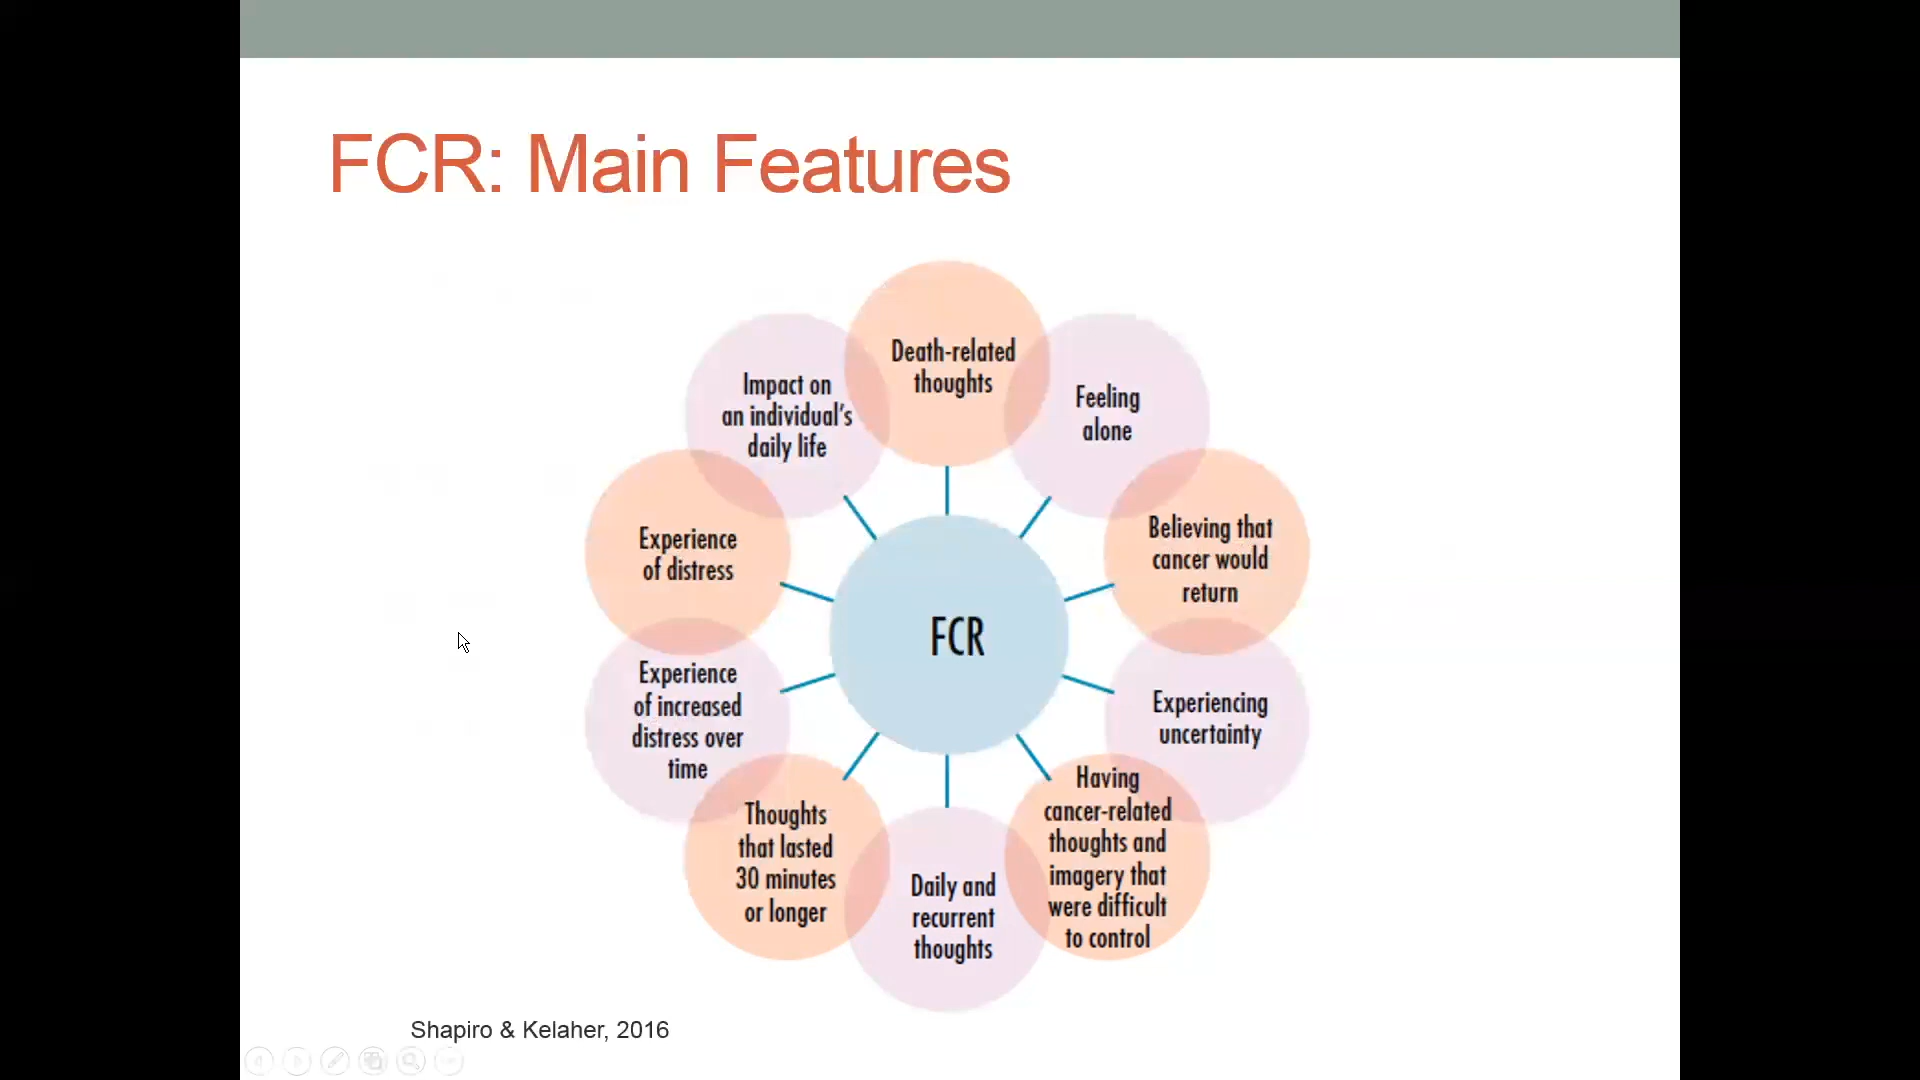 FCR: Main Features
Death-related
thoughts
Feeling
alone
Believing that
cancer would
return
Experiencing
uncertainty
Having
cancer-related
thoughts and
imagery that
were difficult
to control
Daily and
recurrent
thoughts
Thoughts
that lasted
30 minutes
or longer
Experience
of increased
distress over
time
Experience
of distress
Impact on
an individual's
daily life
FCR
Shapiro & Kelaher, 2016